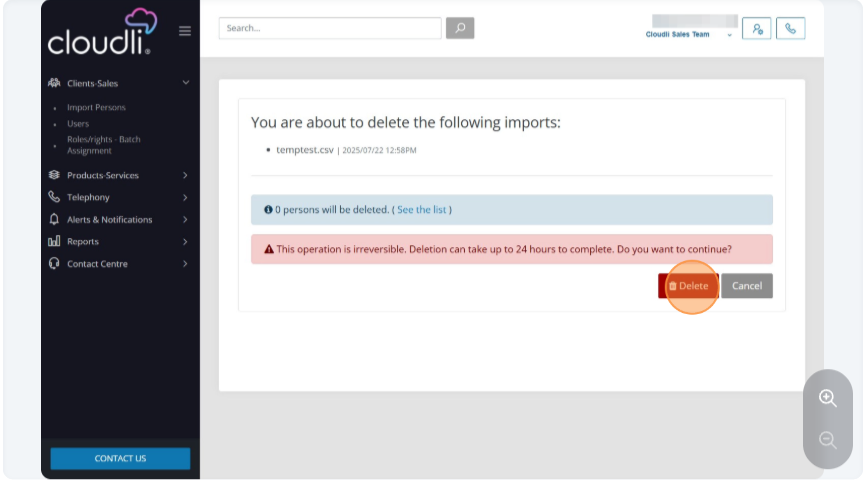 cloudli®
Search...
Cloudli Sales Team
Clients-Sales
Import Persons
Users
Roles/rights - Batch
Assignment
Products-Services
Telephony
Alerts & Notifications
Reports
Contact Centre
CONTACT US
You are about to delete the following imports:
• temptest.csv | 2025/07/22 12:58PM
0 persons will be deleted. ( See the list )
This operation is irreversible. Deletion can take up to 24 hours to complete. Do you want to continue?
Delete
Cancel